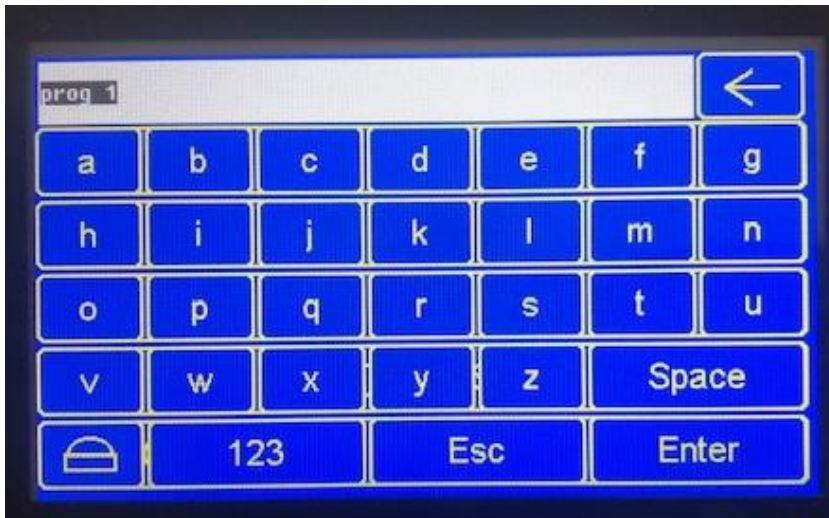 prog 1
a b c d e f g
h i j k l m n
o p q r s t u
v w x y z Space
123 Esc Enter